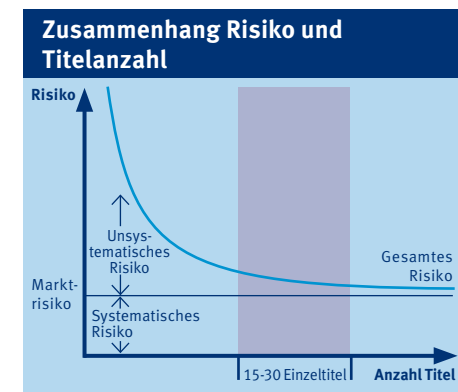 Zusammenhang Risiko und
Titelanzahl
Risiko
Unsys-
tematisches
Risiko
Gesamtes
Risiko
Markt-
risiko
Systematisches
Risiko
15-30 Einzeltitel
Anzahl Titel